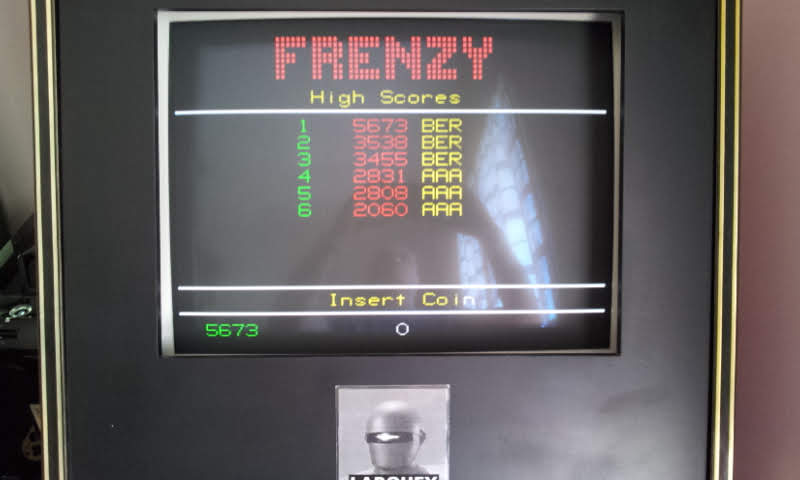 FRENZY
High Scores
1 5673 BER
2 3538 BER
3 3455 BER
4 2831 AAA
5 2808 AAA
6 2060 AAA
Insert Coin
5673 0